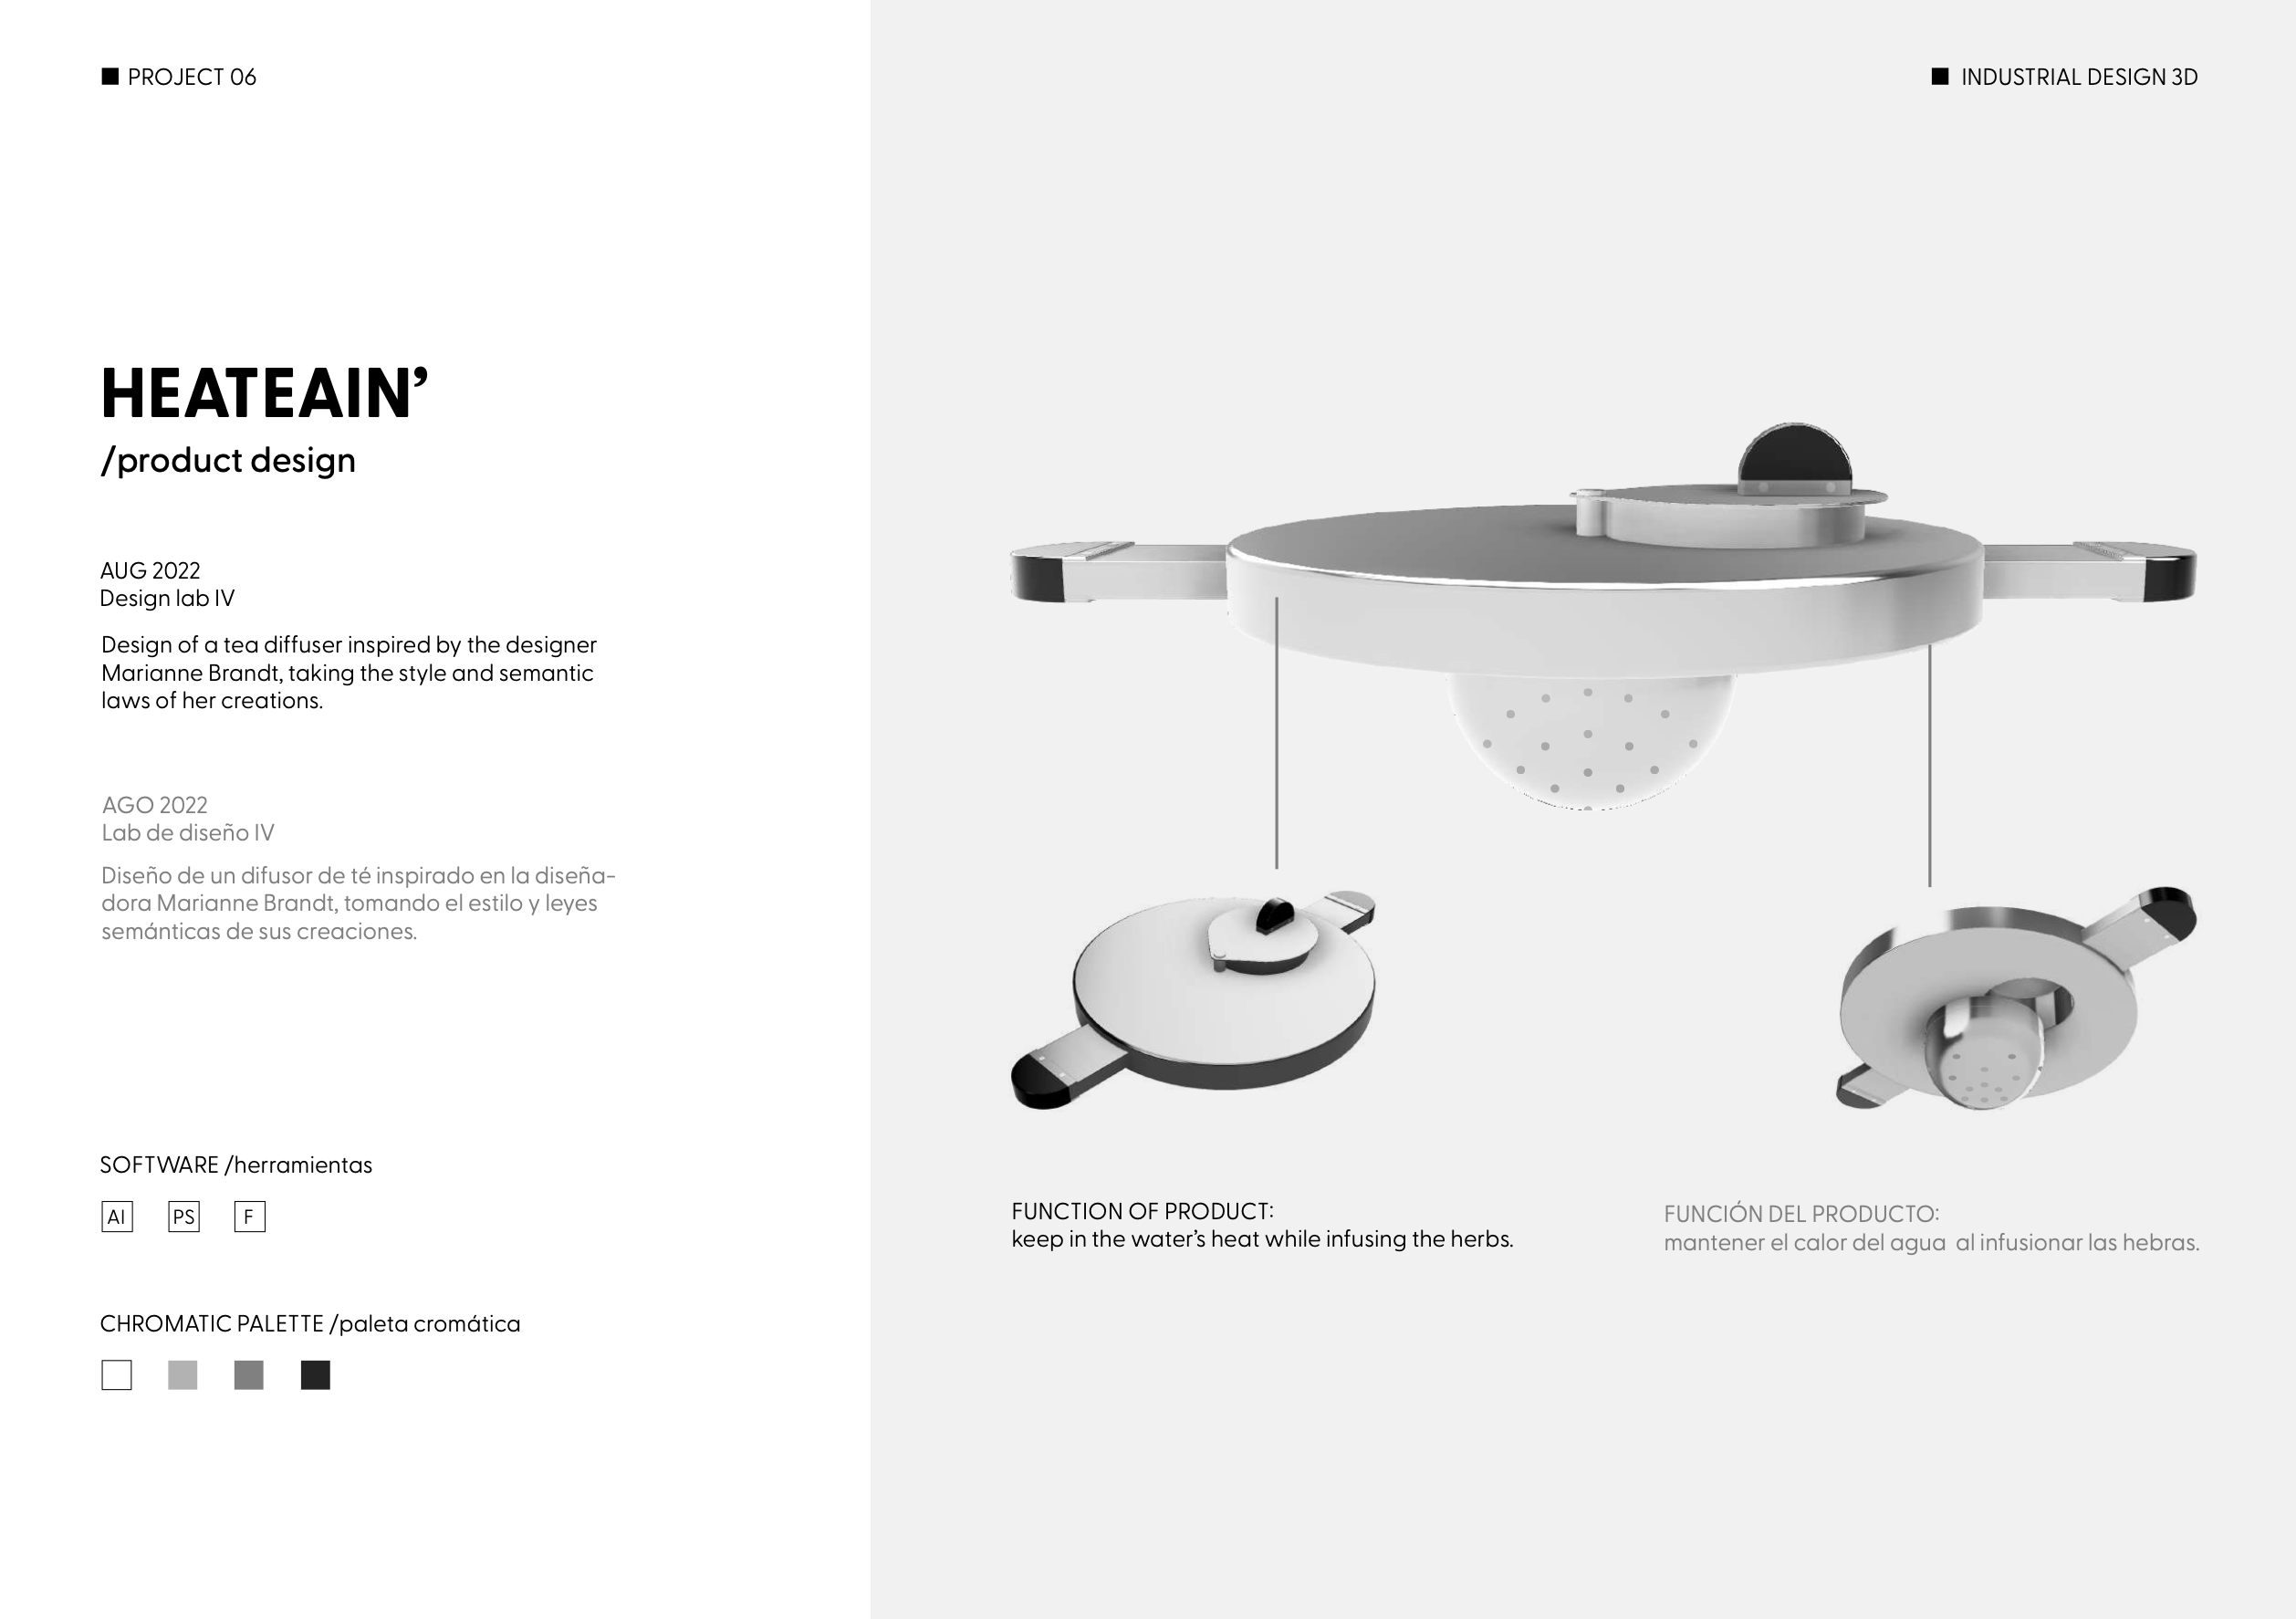 PROJECT 06
INDUSTRIAL DESIGN 3D
HEATEAIN’
/product design
AUG 2022
Design lab IV
Design of a tea diffuser inspired by the designer
Marianne Brandt, taking the style and semantic
laws of her creations.
AGO 2022
Lab de diseño IV
Diseño de un difusor de té inspirado en la diseña-
dora Marianne Brandt, tomando el estilo y leyes
semánticas de sus creaciones.
SOFTWARE /herramientas
AI PS F
CHROMATIC PALETTE /paleta cromática
FUNCTION OF PRODUCT:
keep in the water’s heat while infusing the herbs.
FUNCIÓN DEL PRODUCTO:
mantener el calor del agua al infusionar las hebras.